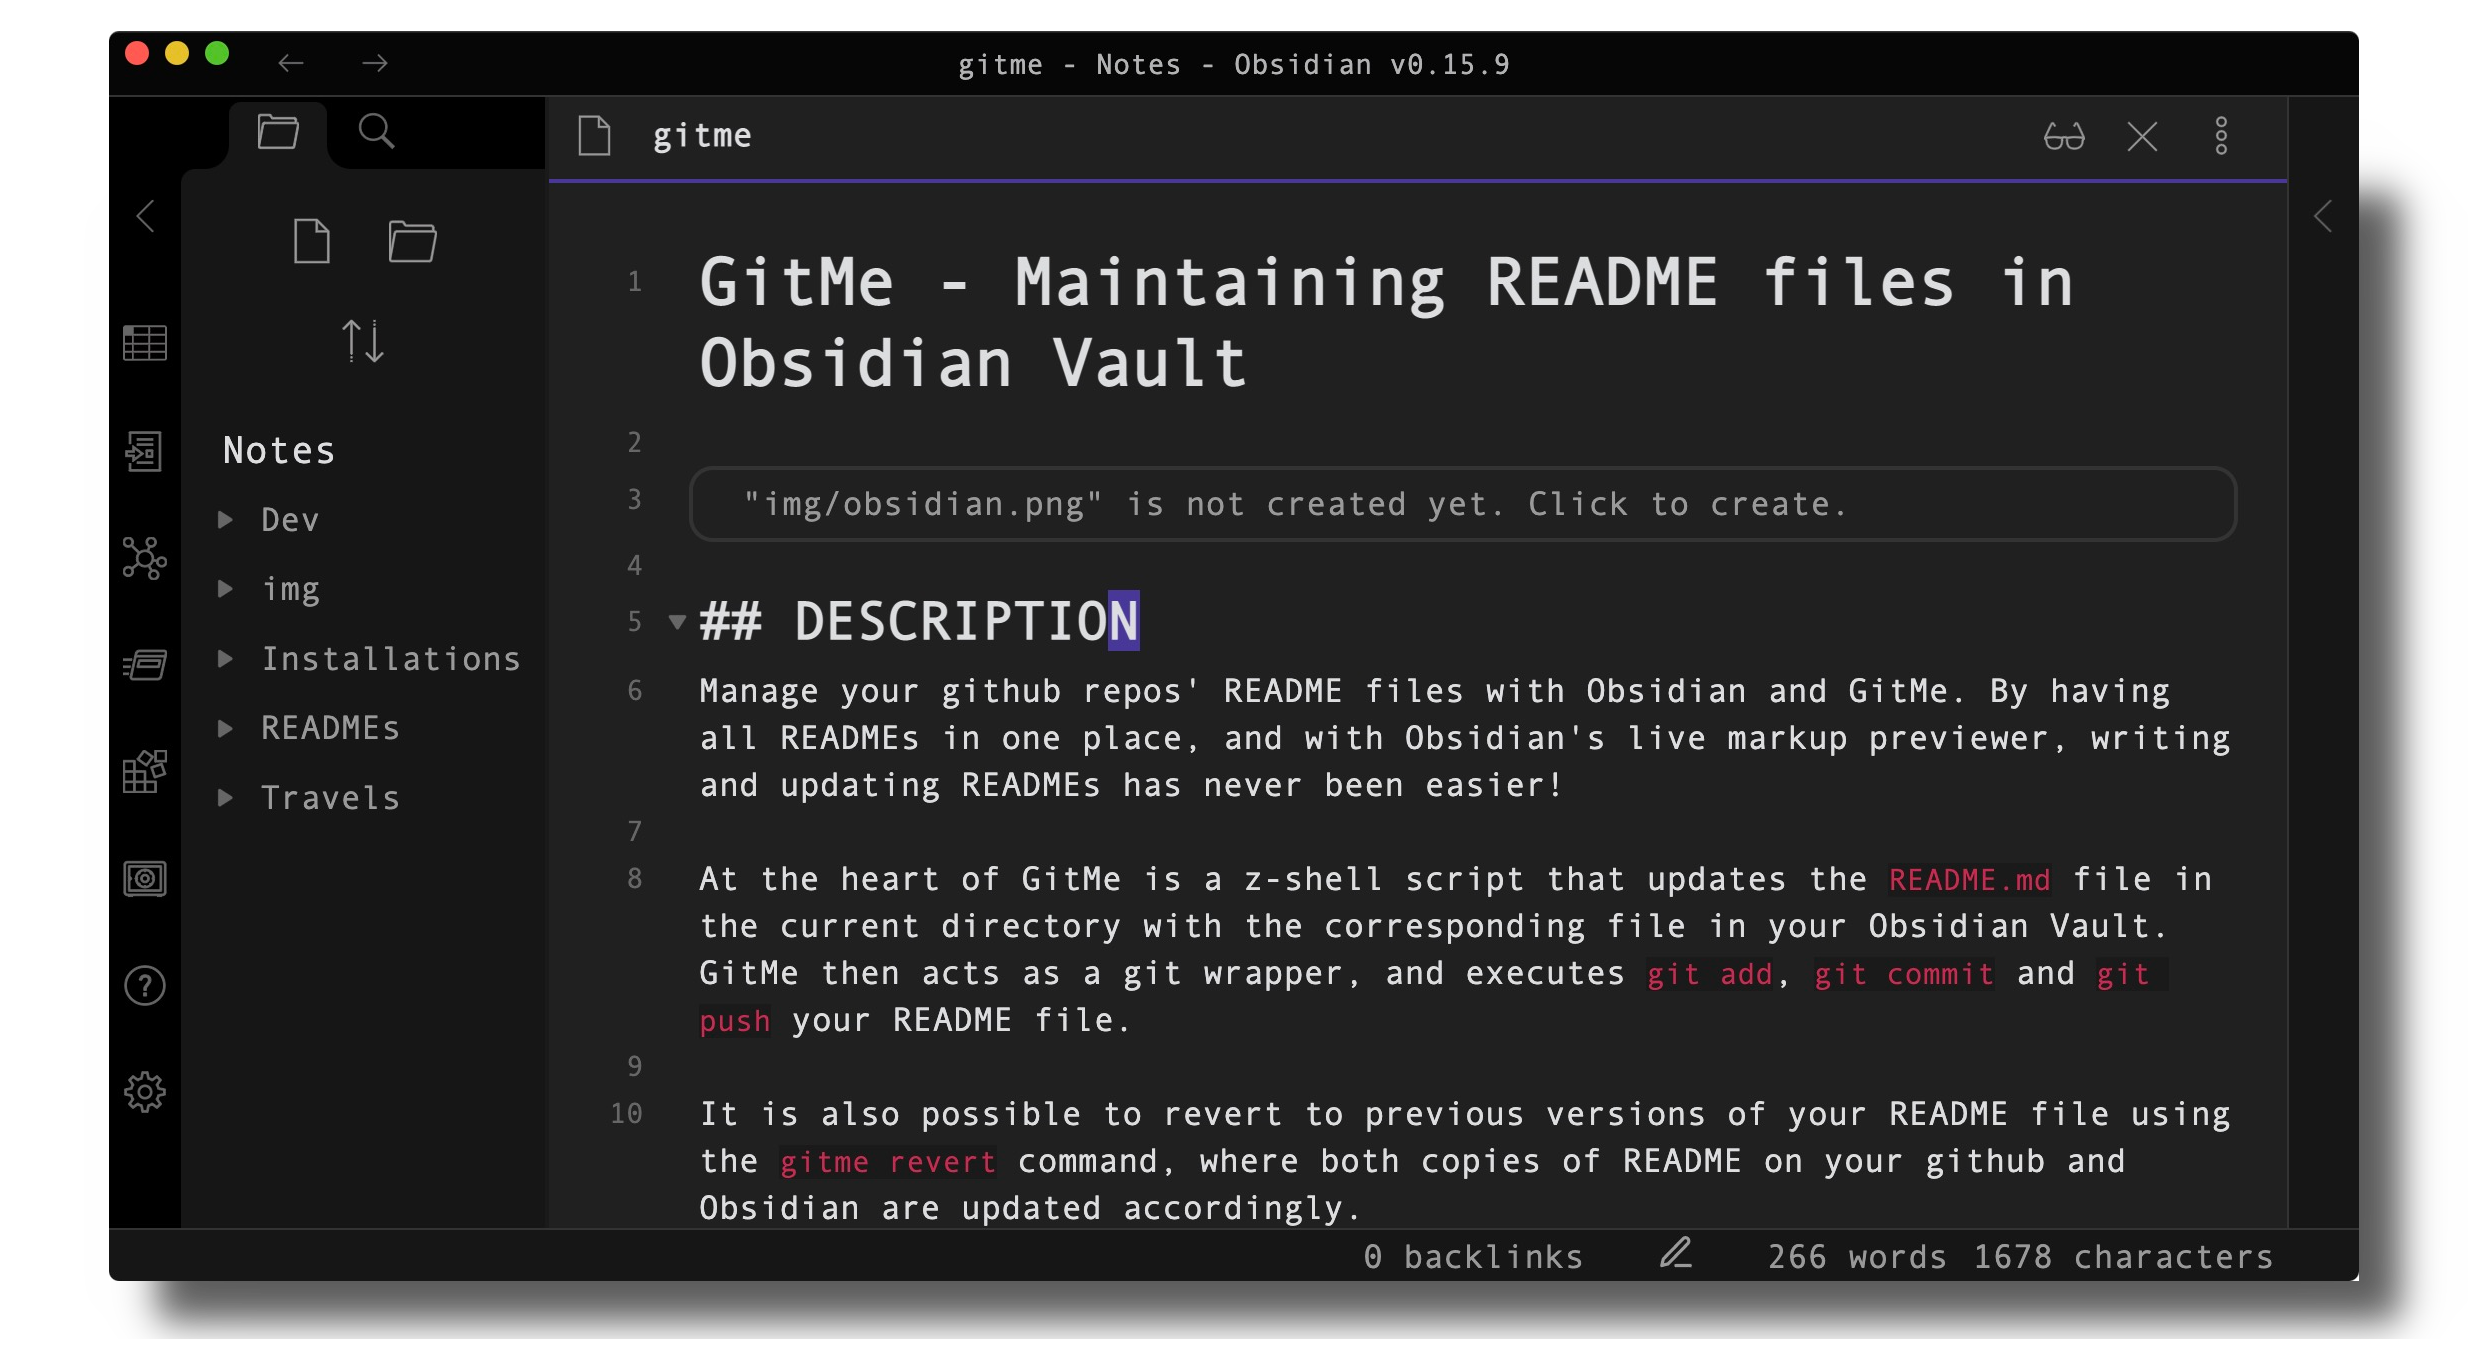 gitme - Notes - Obsidian v0.15.9
gitme
Notes
Dev
img
Installations
READMEs
Travels
1 GitMe - Maintaining README files in
Obsidian Vault
2
3 "img/obsidian.png" is not created yet. Click to create.
4
5 ## DESCRIPTION
6 Manage your github repos' README files with Obsidian and GitMe. By having
all READMEs in one place, and with Obsidian's live markup previewer, writing
and updating READMEs has never been easier!
7
8 At the heart of GitMe is a z-shell script that updates the README.md file in
the current directory with the corresponding file in your Obsidian Vault.
GitMe then acts as a git wrapper, and executes git add, git commit and git
push your README file.
9
10 It is also possible to revert to previous versions of your README file using
the gitme revert command, where both copies of README on your github and
Obsidian are updated accordingly.
0 backlinks 266 words 1678 characters